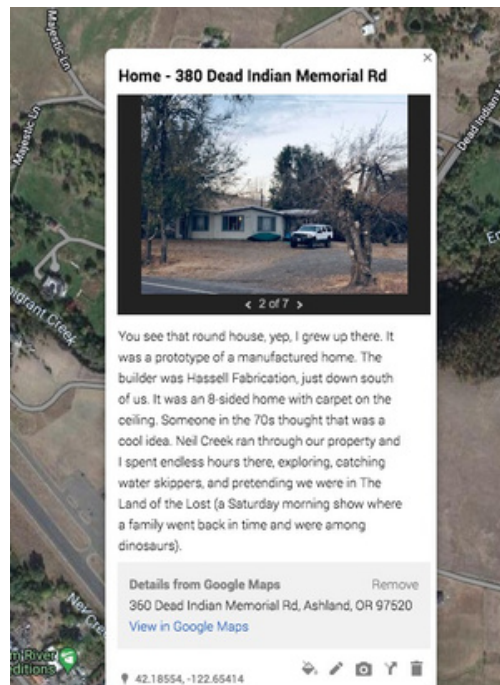 Majestic Ln
Majestic Ln
Home - 380 Dead Indian Memorial Rd
Dead Indian
2 of 7
You see that round house, yep, I grew up there. It
was a prototype of a manufactured home. The
builder was Hassell Fabrication, just down south
of us. It was an 8-sided home with carpet on the
ceiling. Someone in the 70s thought that was a
cool idea. Neil Creek ran through our property and
I spent endless hours there, exploring, catching
water skippers, and pretending we were in The
Land of the Lost (a Saturday morning show where
a family went back in time and were among
dinosaurs).
Creek
Details from Google Maps
Remove
360 Dead Indian Memorial Rd, Ashland, OR 97520
View in Google Maps
River
42.18554, -122.65414